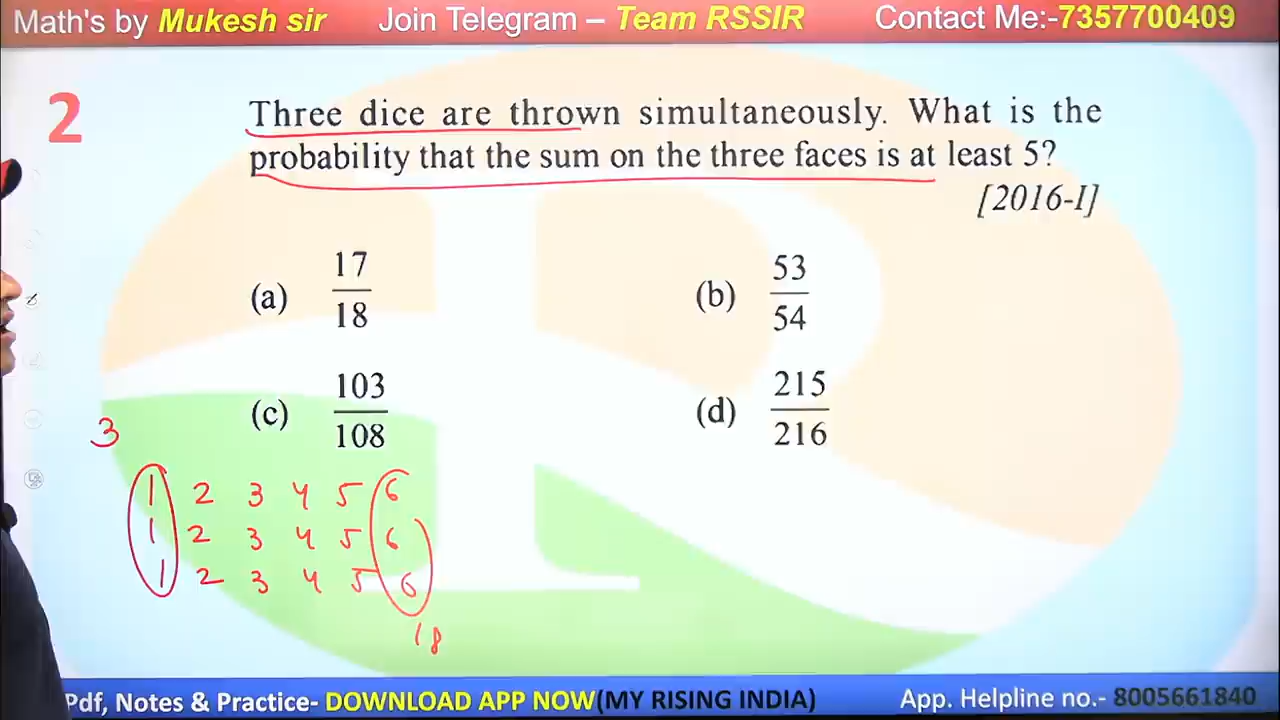 Math's by Mukesh sir Join Telegram – Team RSSIR Contact Me:-7357700409
2
Three dice are thrown simultaneously. What is the
probability that the sum on the three faces is at least 5?
[2016-I]
(a) 17/18 (b) 53/54
(c) 103/108 (d) 215/216
3
1 2 3 4 5 6
1 2 3 4 5 6
1 2 3 4 5 6
18
Pdf, Notes & Practice- DOWNLOAD APP NOW(MY RISING INDIA) App. Helpline no.- 8005661840